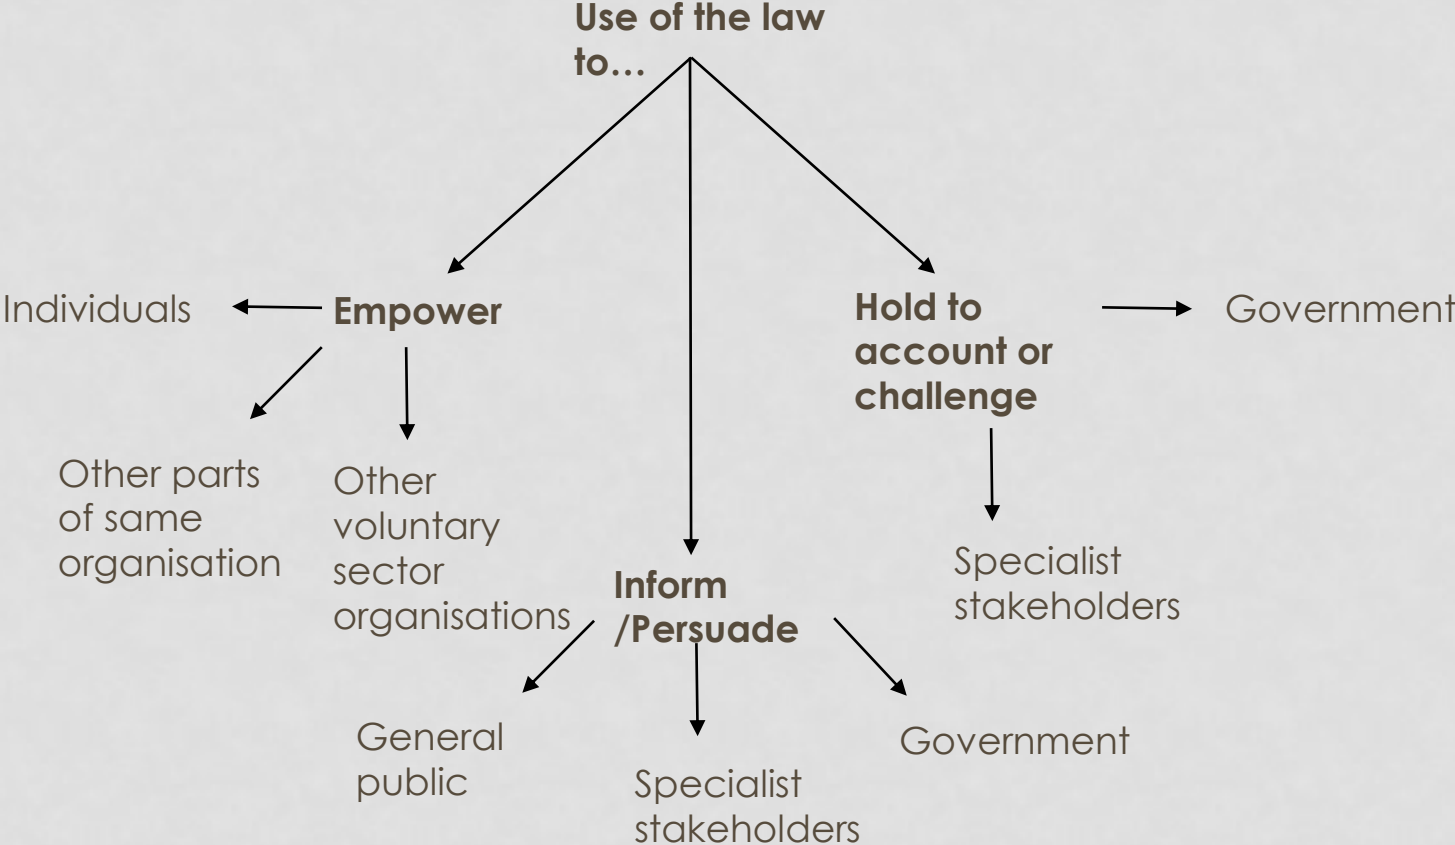 Use of the law
to…
Individuals
Empower
Hold to
account or
challenge
Government
Other parts
of same
organisation
Other
voluntary
sector
organisations
Inform
/Persuade
Specialist
stakeholders
General
public
Specialist
stakeholders
Government